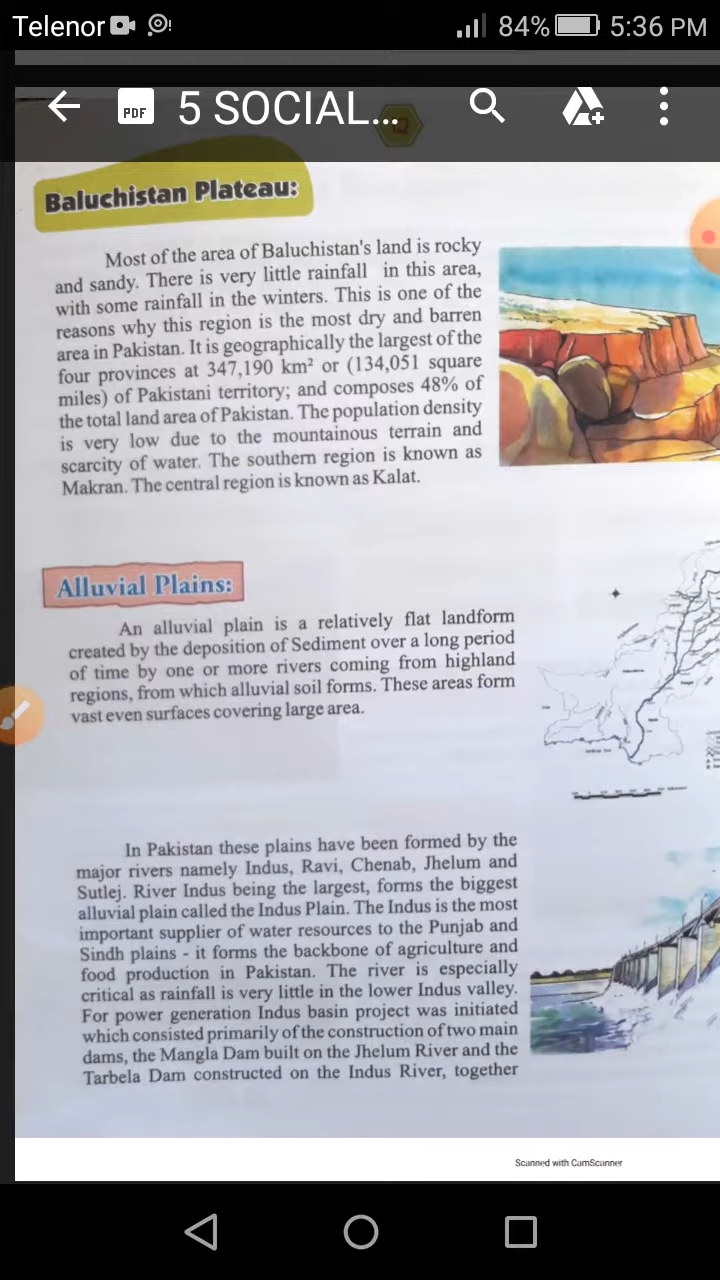 Telenor 84% 5:36 PM
PDF 5 SOCIAL...
Baluchistan Plateau:
Most of the area of Baluchistan's land is rocky
and sandy. There is very little rainfall in this area,
with some rainfall in the winters. This is one of the
reasons why this region is the most dry and barren
area in Pakistan. It is geographically the largest of the
four provinces at 347,190 km² or (134,051 square
miles) of Pakistani territory; and composes 48% of
the total land area of Pakistan. The population density
is very low due to the mountainous terrain and
scarcity of water. The southern region is known as
Makran. The central region is known as Kalat.
Alluvial Plains:
An alluvial plain is a relatively flat landform
created by the deposition of Sediment over a long period
of time by one or more rivers coming from highland
regions, from which alluvial soil forms. These areas form
vast even surfaces covering large area.
In Pakistan these plains have been formed by the
major rivers namely Indus, Ravi, Chenab, Jhelum and
Sutlej. River Indus being the largest, forms the biggest
alluvial plain called the Indus Plain. The Indus is the most
important supplier of water resources to the Punjab and
Sindh plains - it forms the backbone of agriculture and
food production in Pakistan. The river is especially
critical as rainfall is very little in the lower Indus valley.
For power generation Indus basin project was initiated
which consisted primarily of the construction of two main
dams, the Mangla Dam built on the Jhelum River and the
Tarbela Dam constructed on the Indus River, together
Scanned with CamScanner